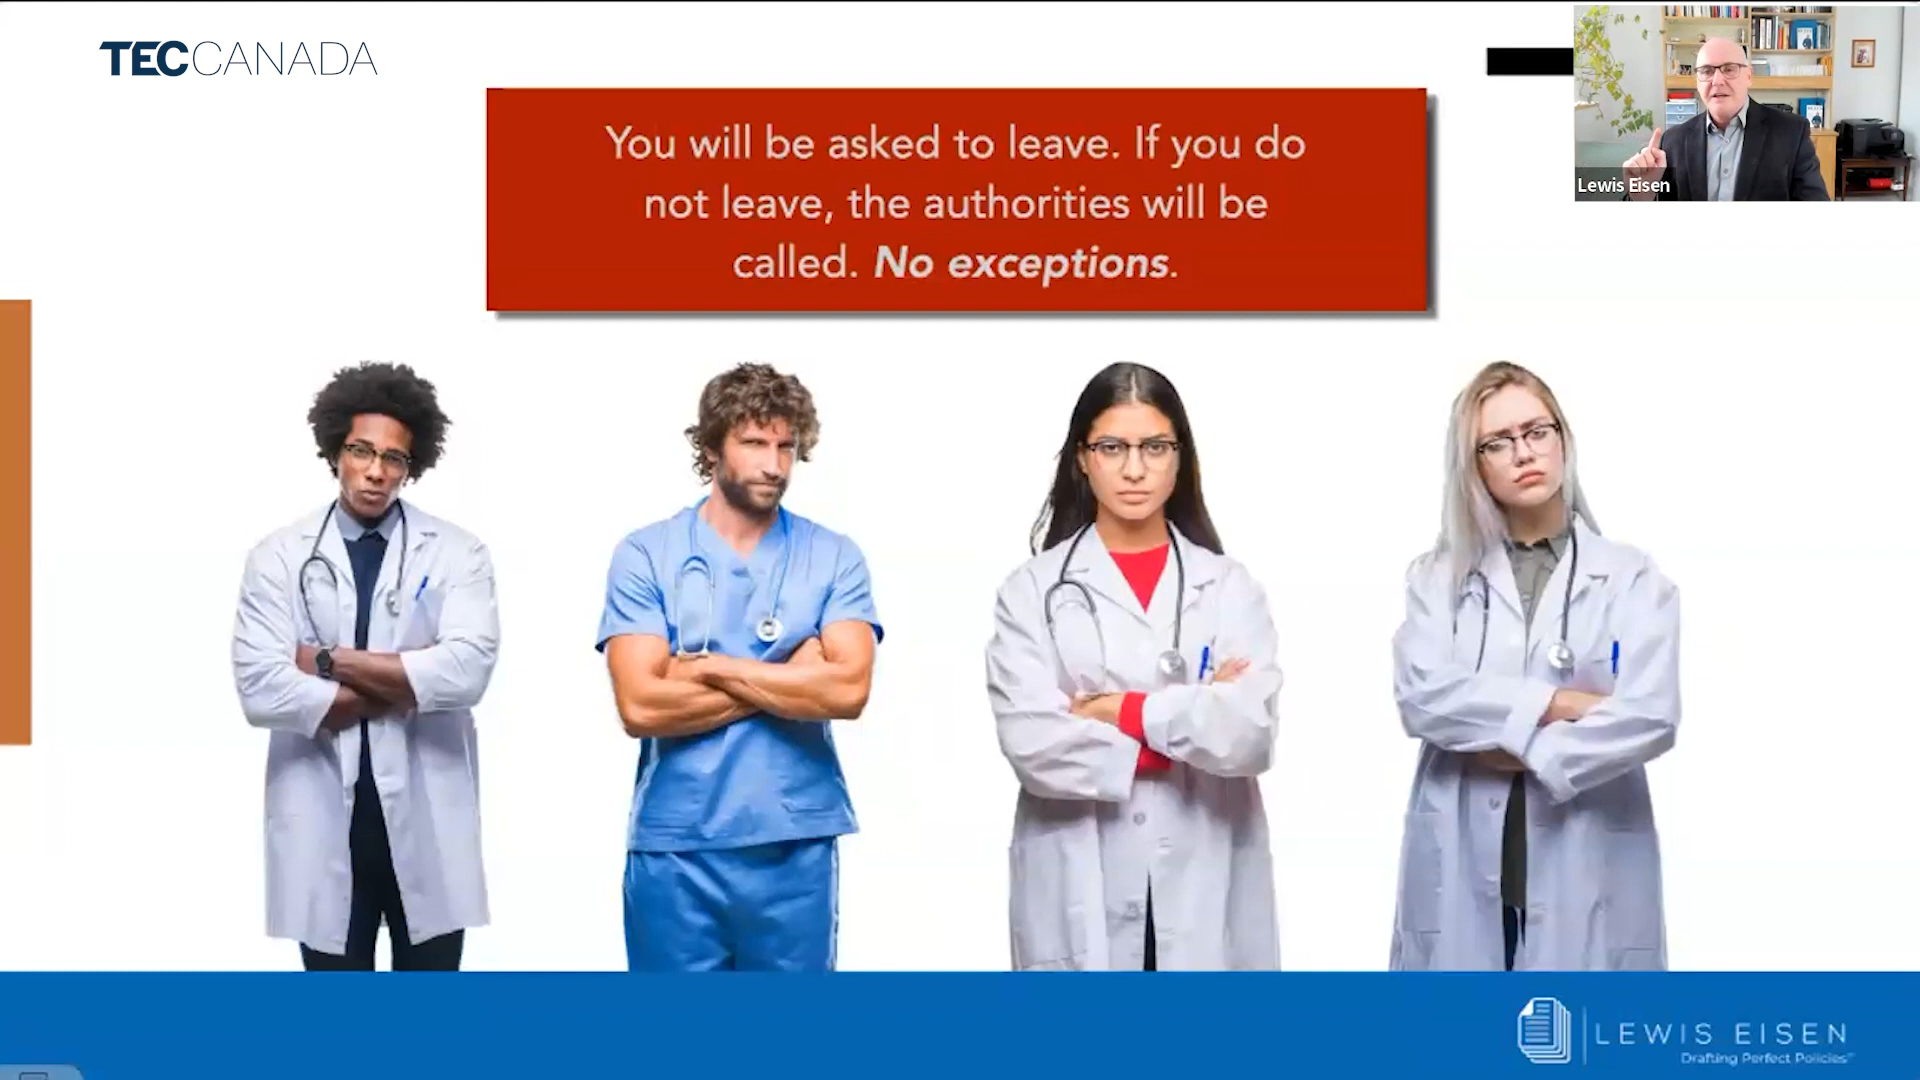 TECCANADA
You will be asked to leave. If you do
not leave, the authorities will be
called. No exceptions.
Lewis Eisen
LEWIS EISEN
Drafting Perfect Policies™